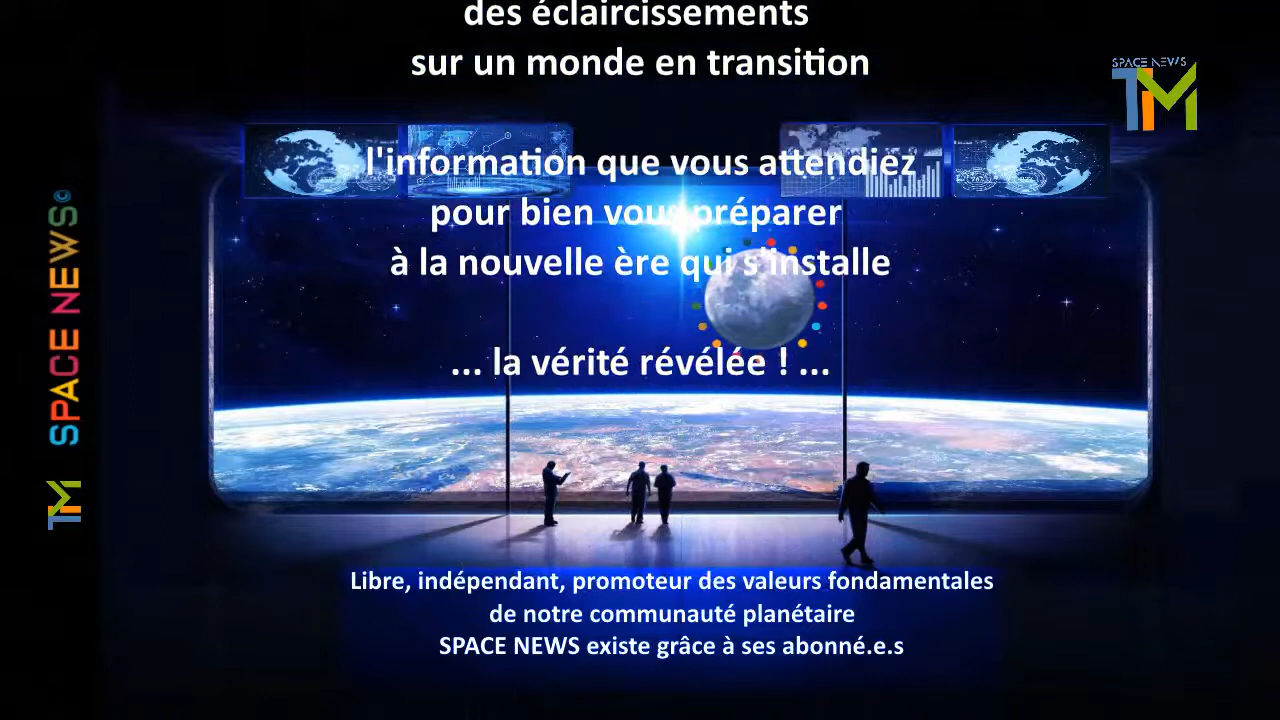 des éclaircissements
sur un monde en transition
SPACE NEWS
TM
l'information que vous attendiez
pour bien vous préparer
à la nouvelle ère qui s'installe
... la vérité révélée ! ...
SPACE NEWS©
TM
Libre, indépendant, promoteur des valeurs fondamentales
de notre communauté planétaire
SPACE NEWS existe grâce à ses abonné.e.s